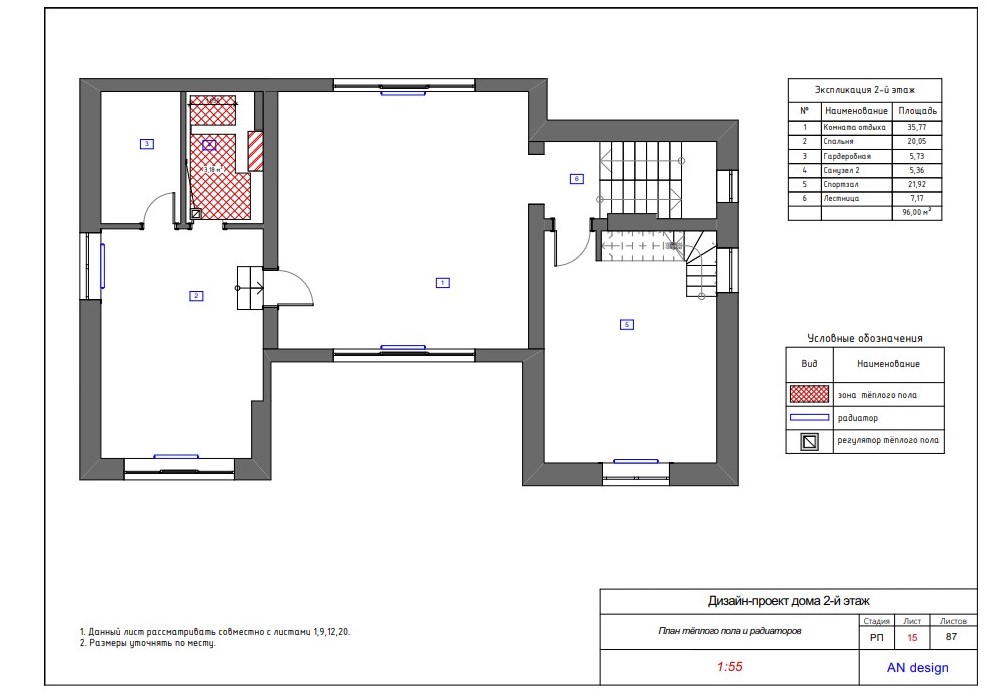 Экспликация 2-й этаж
№ Наименование Площадь
1 Комната отдыха 35,77
2 Спальня 20,05
3 Гардеробная 5,73
4 Санузел 2 5,36
5 Спортзал 21,92
6 Лестница 7,17
96,00 м²
3
3,18 м²
6
1
2
5
Условные обозначения
Вид Наименование
зона тёплого пола
радиатор
регулятор тёплого пола
1. Данный лист рассматривать совместно с листами 1,9,12,20.
2. Размеры уточнять по месту.
Дизайн-проект дома 2-й этаж
План тёплого пола и радиаторов
Стадия Лист Листов
РП 15 87
1:55
AN design